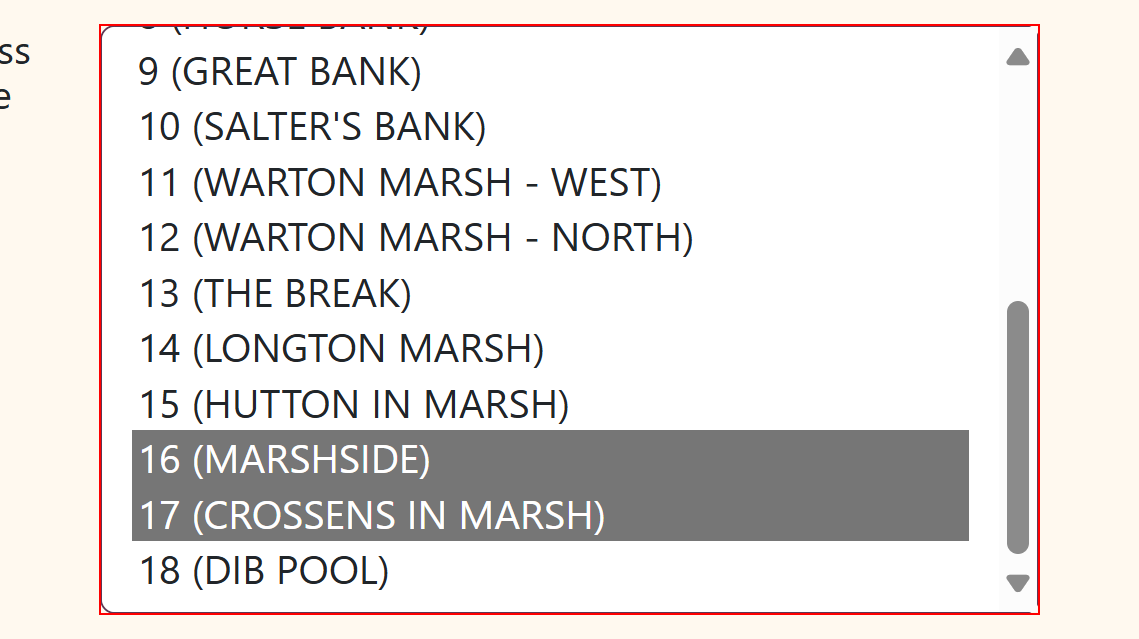 ss
e
9 (GREAT BANK)
10 (SALTER'S BANK)
11 (WARTON MARSH - WEST)
12 (WARTON MARSH - NORTH)
13 (THE BREAK)
14 (LONGTON MARSH)
15 (HUTTON IN MARSH)
16 (MARSHSIDE)
17 (CROSSENS IN MARSH)
18 (DIB POOL)